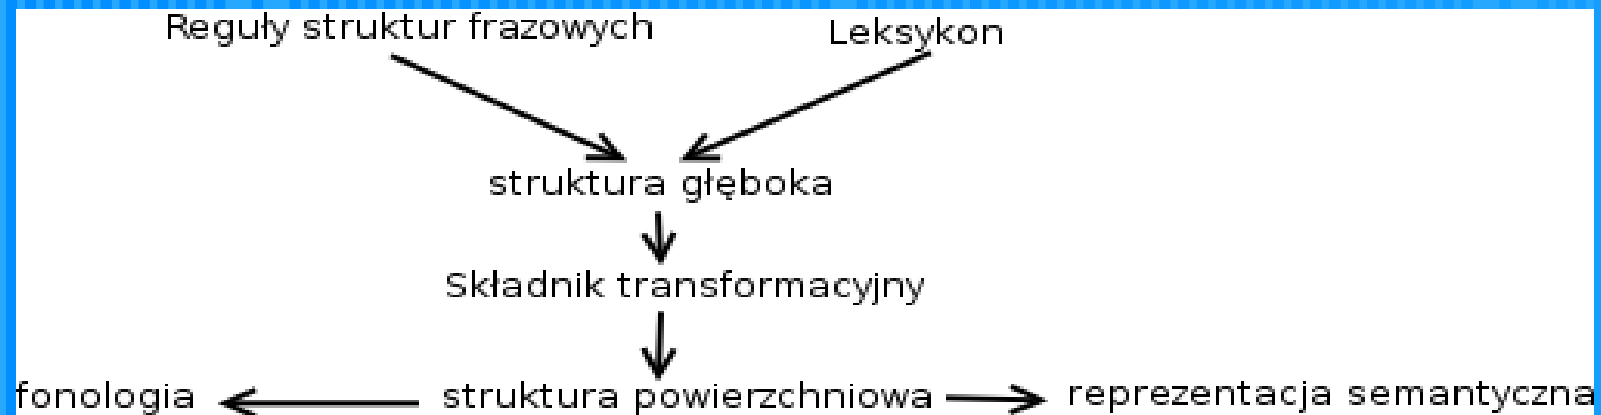 Reguły struktur frazowych
Leksykon
struktura głęboka
Składnik transformacyjny
fonologia
struktura powierzchniowa
reprezentacja semantyczna